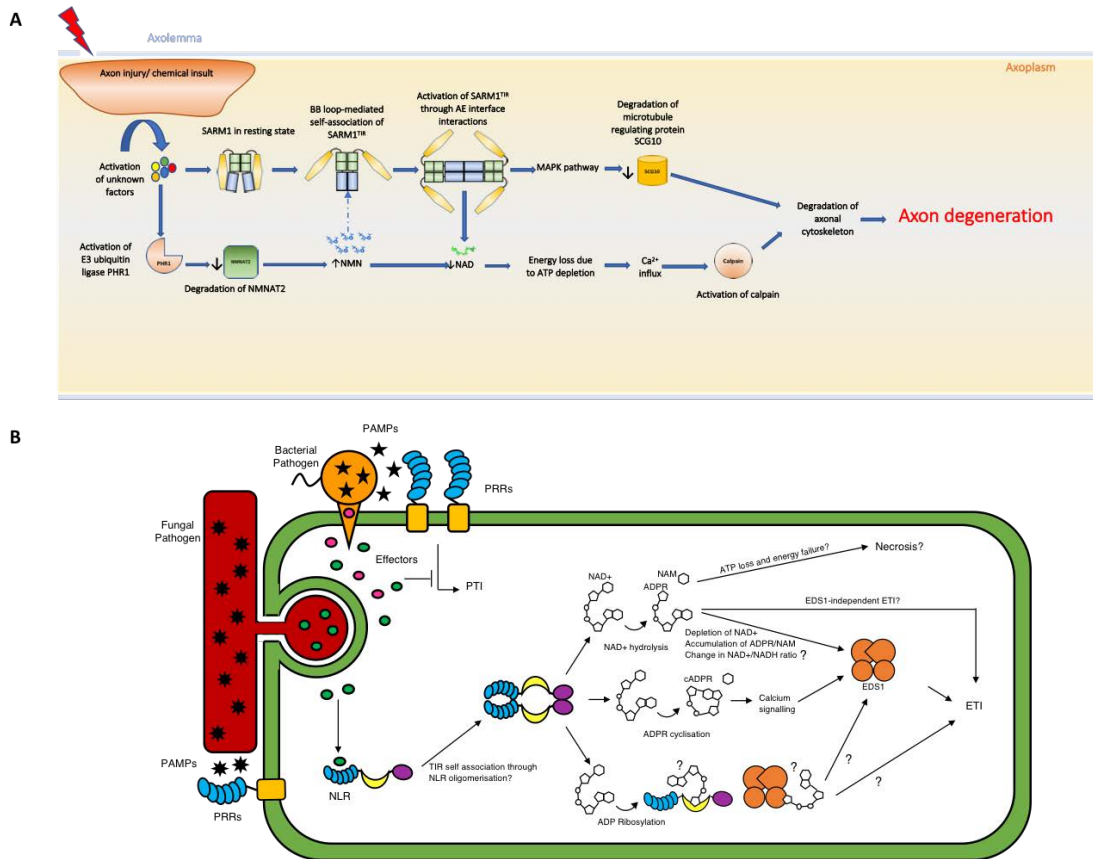 A
Axolemma
Axoplasm
Axon injury/ chemical insult
Activation
of unknown
factors
SARM1 in resting state
BB loop-mediated
self-association of
SARM1ᵀᴵᴿ
Activation of SARM1ᵀᴵᴿ
through AE interface
interactions
MAPK pathway
Degradation of
microtubule
regulating protein
SCG10
↓
SCG10
Degradation of
axonal
cytoskeleton
Axon degeneration
Activation of
E3 ubiquitin
ligase PHR1
PHR1
↓
NMNAT2
Degradation of NMNAT2
↑NMN
↓NAD
Energy loss due
to ATP depletion
Ca²⁺
influx
Calpain
Activation of calpain
B
PAMPs
Bacterial
Pathogen
PRRs
Fungal
Pathogen
Effectors
PTI
NAD+
NAM
ADPR
NAD+ hydrolysis
ATP loss and energy failure?
Necrosis?
EDS1-independent ETI?
Depletion of NAD+
Accumulation of ADPR/NAM
Change in NAD+/NADH ratio ?
EDS1
cADPR
ADPR cyclisation
Calcium
signalling
ETI
TIR self association through
NLR oligomerisation?
NLR
PAMPs
PRRs
ADP Ribosylation
?
?
?
?